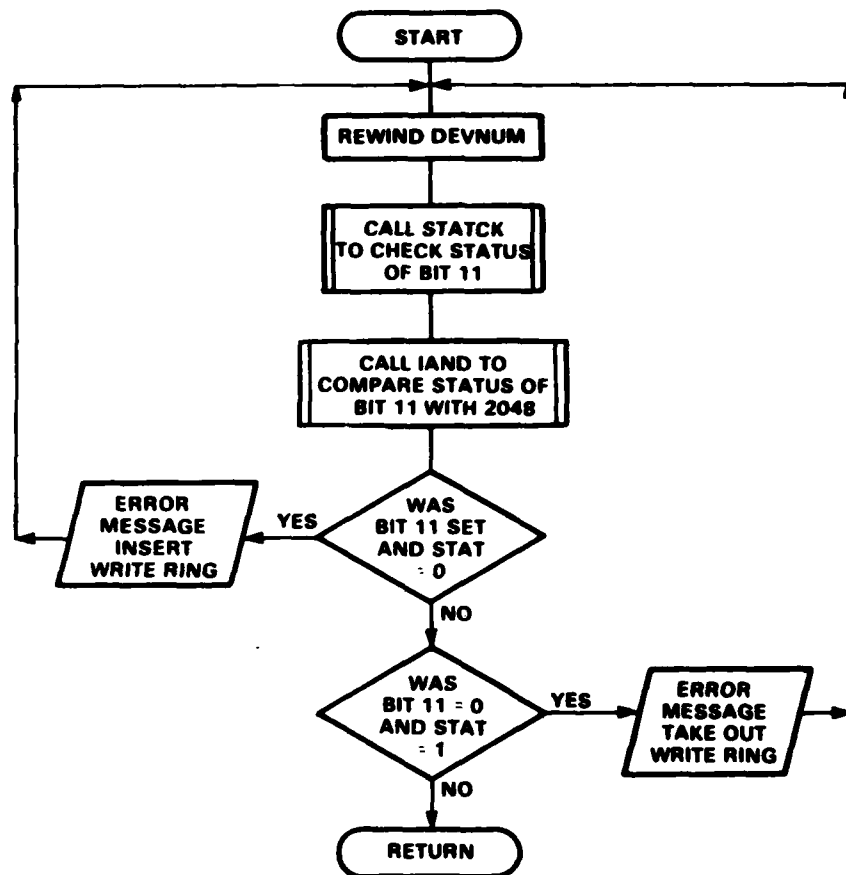 START
REWIND DEVNUM
CALL STATCK
TO CHECK STATUS
OF BIT 11
CALL IAND TO
COMPARE STATUS OF
BIT 11 WITH 2048
WAS
BIT 11 SET
AND STAT
= 0
YES
ERROR
MESSAGE
INSERT
WRITE RING
NO
WAS
BIT 11 = 0
AND STAT
= 1
YES
ERROR
MESSAGE
TAKE OUT
WRITE RING
NO
RETURN